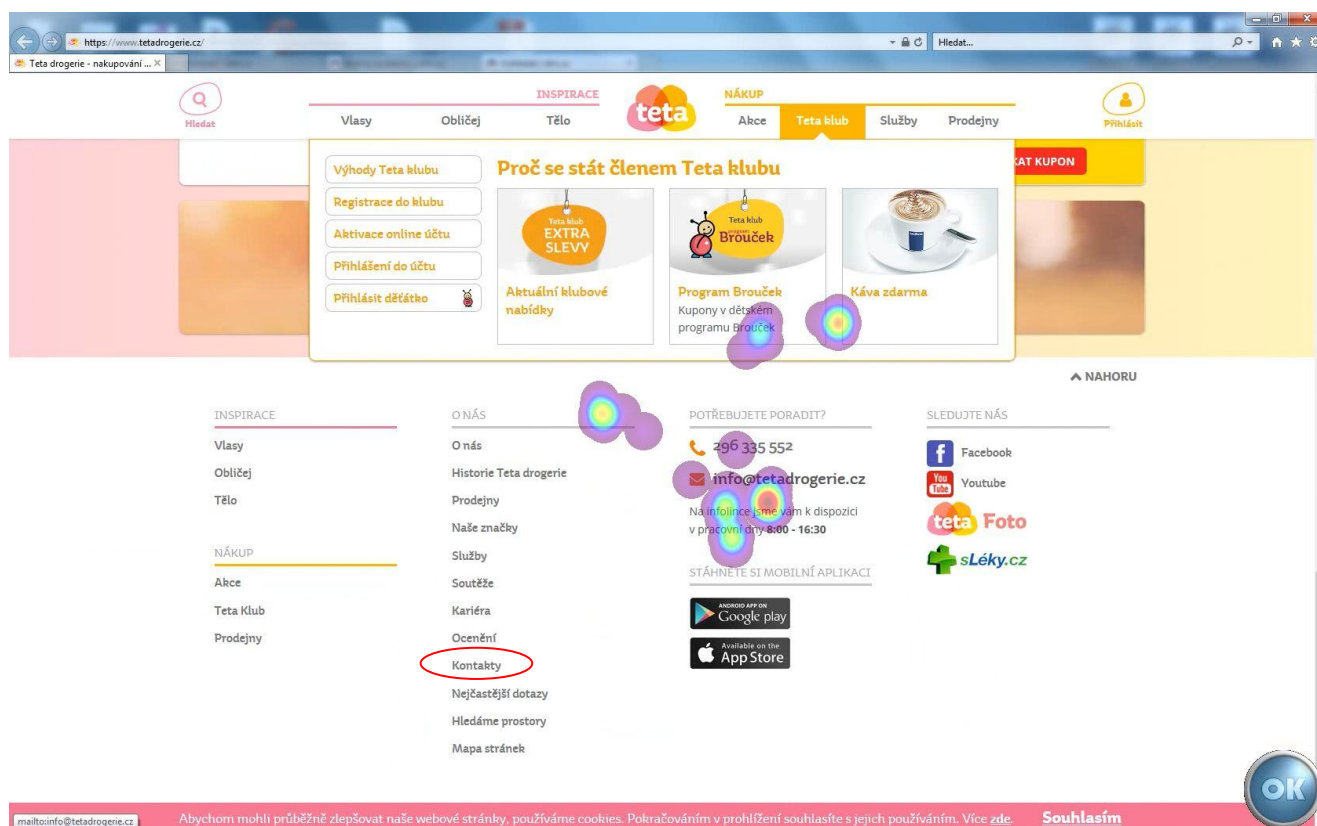 https://www.tetadrogerie.cz/
Hledat...
Teta drogerie - nakupování ...
Hledat
INSPIRACE
Vlasy Obličej Tělo
teta
NÁKUP
Akce Teta klub Služby Prodejny
Přihlásit
Výhody Teta klubu
Registrace do klubu
Aktivace online účtu
Přihlášení do účtu
Přihlásit děťátko
Proč se stát členem Teta klubu
Teta klub
EXTRA
SLEVY
Aktuální klubové
nabídky
Teta klub
program
Brouček
Program Brouček
Kupony v dětském
programu Brouček
Káva zdarma
KUPON
NAHORU
INSPIRACE
Vlasy
Obličej
Tělo
NÁKUP
Akce
Teta Klub
Prodejny
O NÁS
O nás
Historie Teta drogerie
Prodejny
Naše značky
Služby
Soutěže
Kariéra
Ocenění
Kontakty
Nejčastější dotazy
Hledáme prostory
Mapa stránek
POTŘEBUJETE PORADIT?
296 335 552
info@tetadrogerie.cz
Na infolince jsme vám k dispozici
v pracovní dny 8:00 - 16:30
STÁHNĚTE SI MOBILNÍ APLIKACI
ANDROID APP ON
Google play
Available on the
App Store
SLEDUJTE NÁS
Facebook
You
Tube
Youtube
teta Foto
sLéky.cz
OK
mailto:info@tetadrogerie.cz
Abychom mohli průběžně zlepšovat naše webové stránky, používáme cookies. Pokračováním v prohlížení souhlasíte s jejich používáním. Více zde. Souhlasím